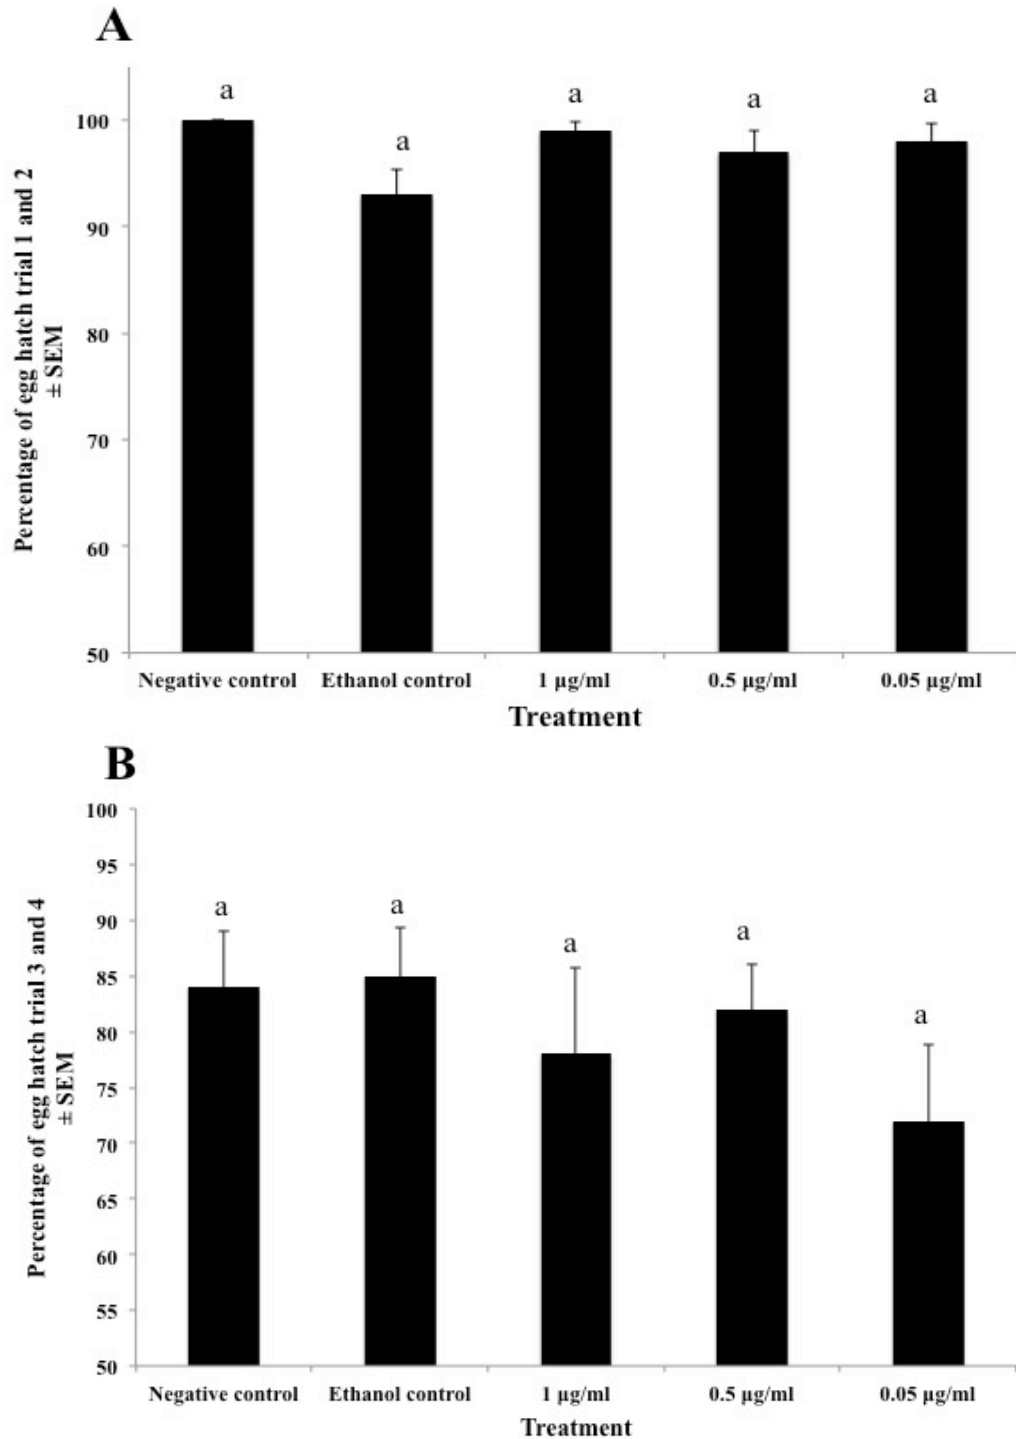 A
a
a
a
a
a
100
90
80
70
60
50
Percentage of egg hatch trial 1 and 2
± SEM
Negative control
Ethanol control
1 µg/ml
0.5 µg/ml
0.05 µg/ml
Treatment
B
a
a
a
a
a
100
95
90
85
80
75
70
65
60
55
50
Percentage of egg hatch trial 3 and 4
± SEM
Negative control
Ethanol control
1 µg/ml
0.5 µg/ml
0.05 µg/ml
Treatment